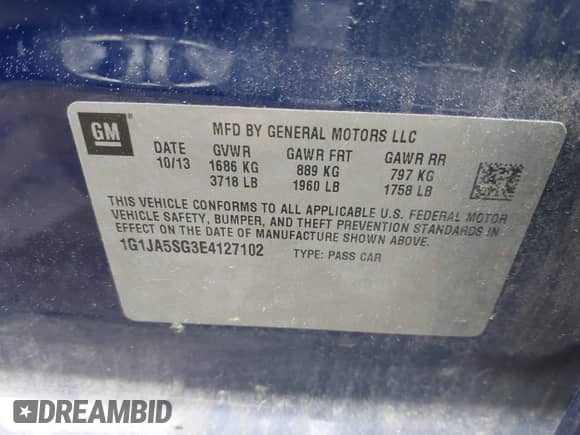 GM
MFD BY GENERAL MOTORS LLC
DATE GVWR GAWR FRT GAWR RR
10/13 1686 KG 889 KG 797 KG
3718 LB 1960 LB 1758 LB
THIS VEHICLE CONFORMS TO ALL APPLICABLE U.S. FEDERAL MOTOR
VEHICLE SAFETY, BUMPER, AND THEFT PREVENTION STANDARDS
IN EFFECT ON THE DATE OF MANUFACTURE SHOWN ABOVE.
1G1JA5SG3E4127102 TYPE: PASS CAR
DREAMBID